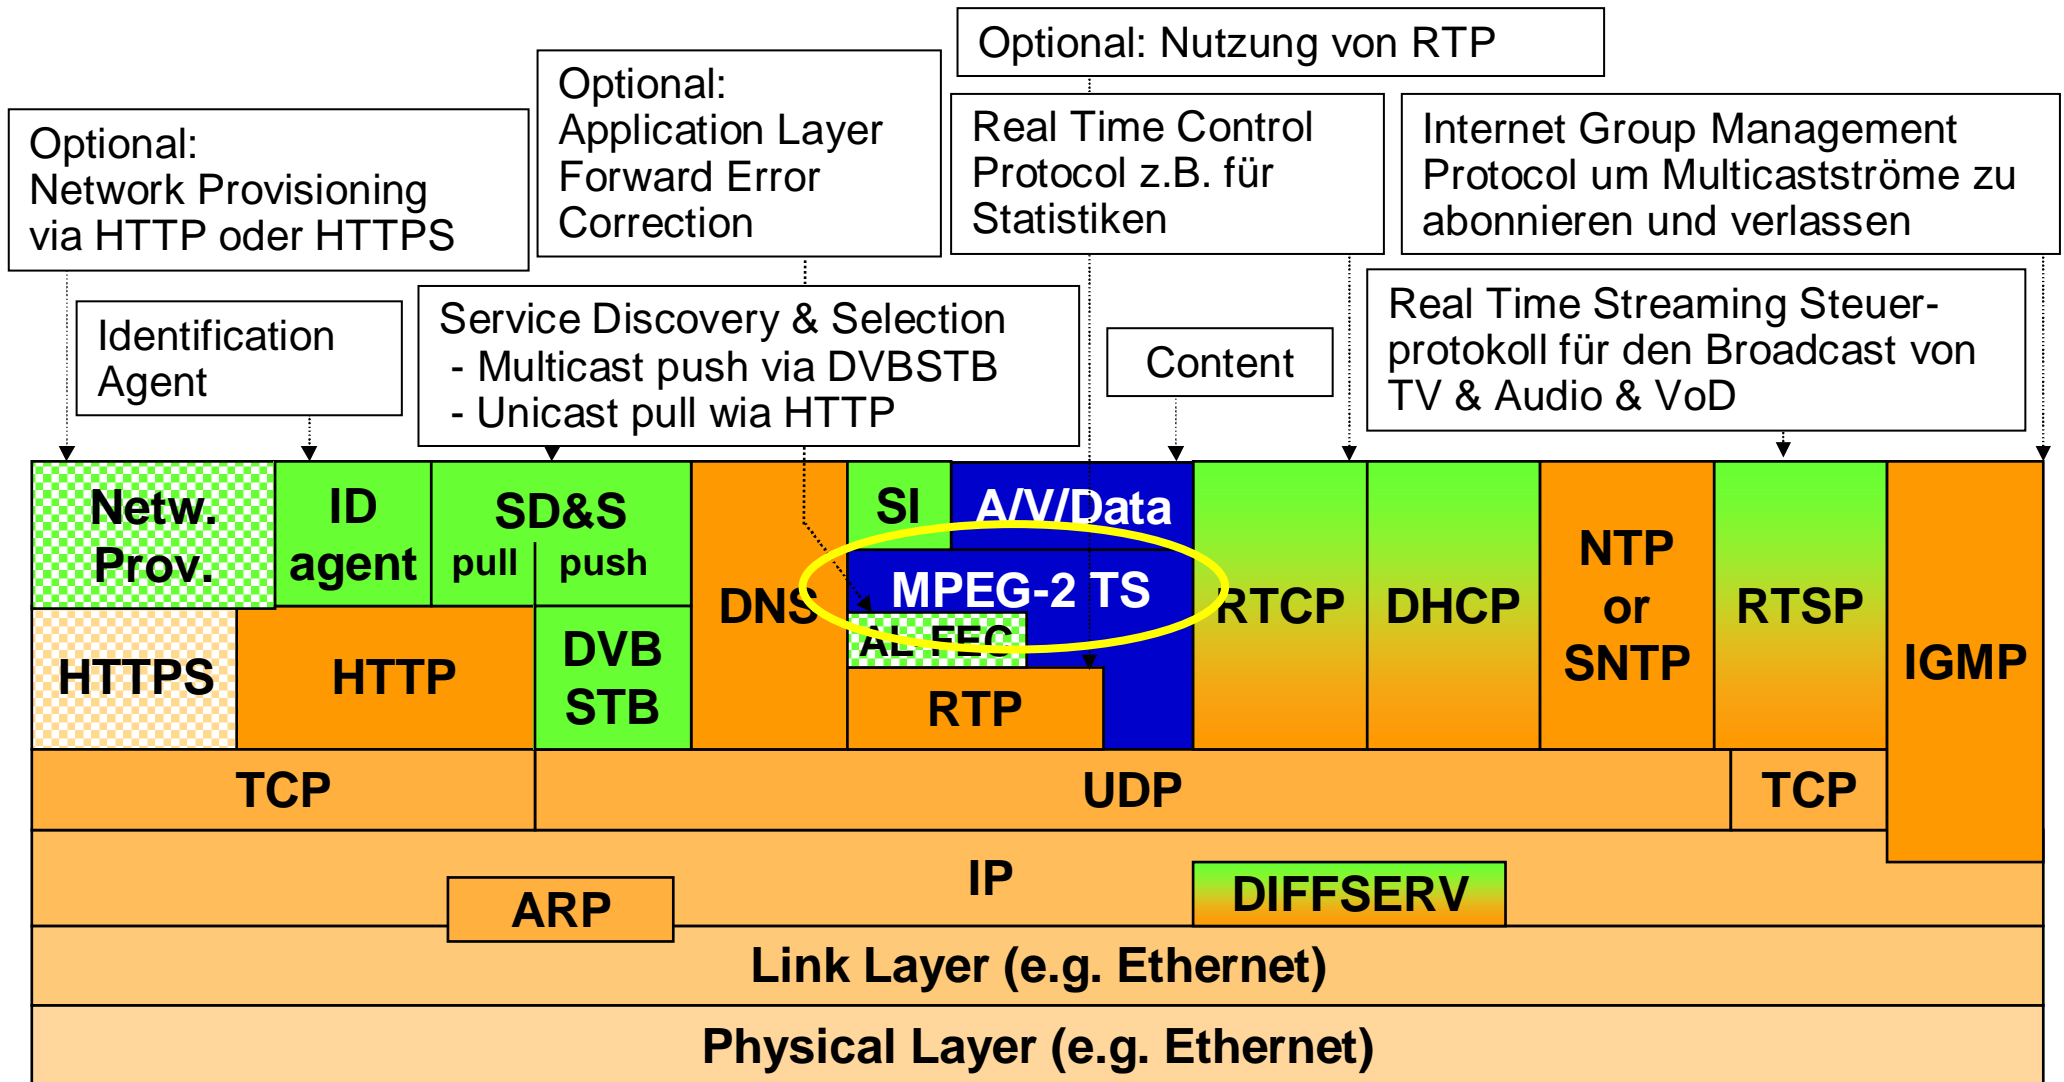 Optional: Nutzung von RTP
Optional:
Application Layer
Forward Error
Correction
Real Time Control
Protocol z.B. für
Statistiken
Internet Group Management
Protocol um Multicastströme zu
abonnieren und verlassen
Optional:
Network Provisioning
via HTTP oder HTTPS
Identification
Agent
Service Discovery & Selection
- Multicast push via DVBSTB
- Unicast pull wia HTTP
Content
Real Time Streaming Steuer-
protokoll für den Broadcast von
TV & Audio & VoD
Netw.
Prov.
ID
agent
SD&S
pull
push
DNS
SI
A/V/Data
MPEG-2 TS
AL-FEC
RTP
RTCP
DHCP
NTP
or
SNTP
RTSP
IGMP
HTTPS
HTTP
DVB
STB
TCP
UDP
TCP
IP
ARP
DIFFSERV
Link Layer (e.g. Ethernet)
Physical Layer (e.g. Ethernet)